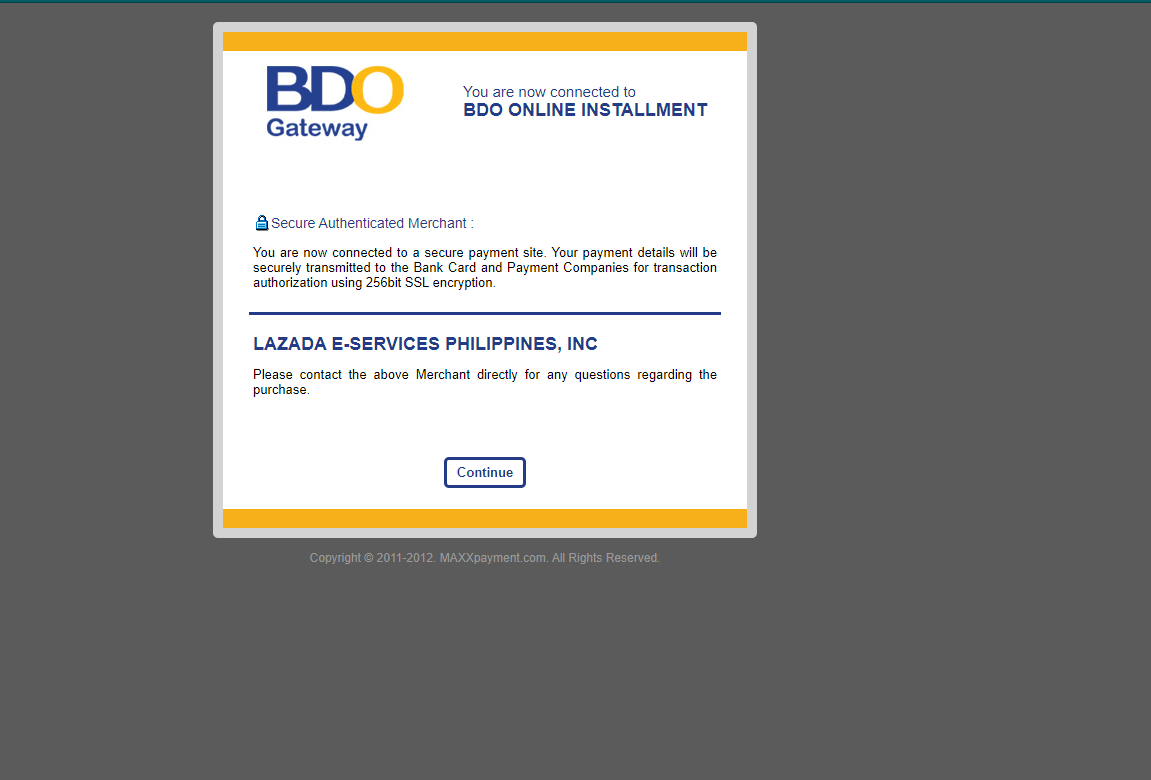 BDO
Gateway
You are now connected to
BDO ONLINE INSTALLMENT
Secure Authenticated Merchant :
You are now connected to a secure payment site. Your payment details will be
securely transmitted to the Bank Card and Payment Companies for transaction
authorization using 256bit SSL encryption.
LAZADA E-SERVICES PHILIPPINES, INC
Please contact the above Merchant directly for any questions regarding the
purchase.
Continue
Copyright © 2011-2012. MAXXpayment.com. All Rights Reserved.